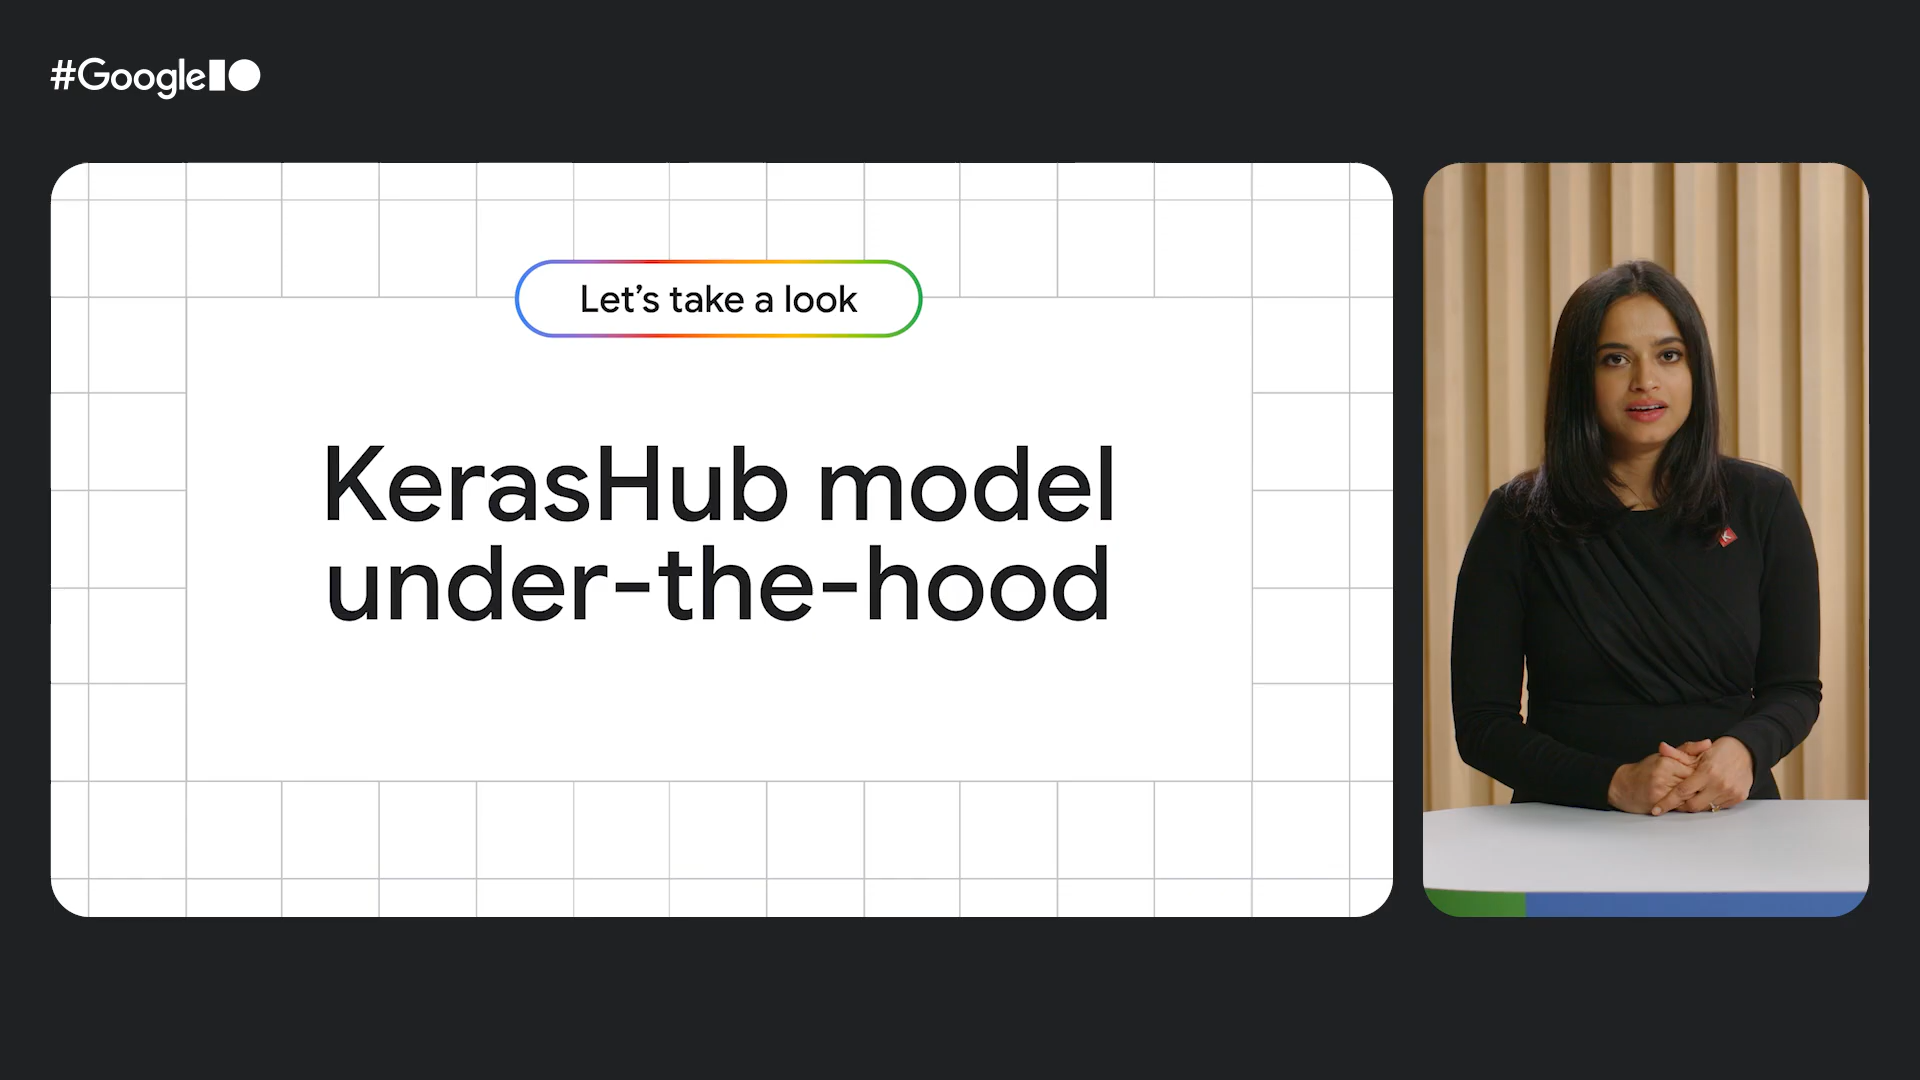 #GoogleIO
Let's take a look
KerasHub model
under-the-hood
K